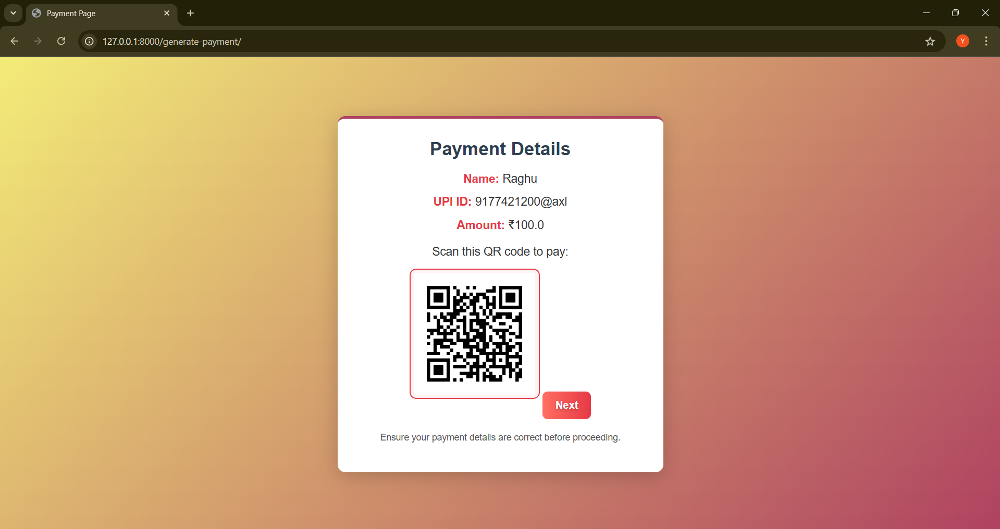 Payment Page
127.0.0.1:8000/generate-payment/
Y
Payment Details
Name: Raghu
UPI ID: 9177421200@axl
Amount: ₹100.0
Scan this QR code to pay:
Next
Ensure your payment details are correct before proceeding.